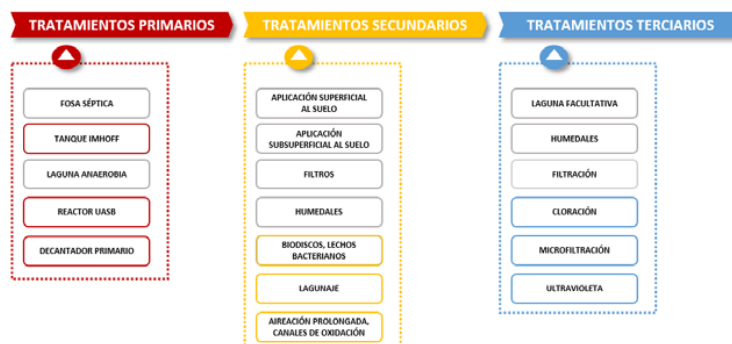 TRATAMIENTOS PRIMARIOS
TRATAMIENTOS SECUNDARIOS
TRATAMIENTOS TERCIARIOS
FOSA SÉPTICA
TANQUE IMHOFF
LAGUNA ANAEROBIA
REACTOR UASB
DECANTADOR PRIMARIO
APLICACIÓN SUPERFICIAL
AL SUELO
APLICACIÓN
SUBSUPERFICIAL AL SUELO
FILTROS
HUMEDALES
BIODISCOS, LECHOS
BACTERIANOS
LAGUNAJE
AIREACIÓN PROLONGADA,
CANALES DE OXIDACIÓN
LAGUNA FACULTATIVA
HUMEDALES
FILTRACIÓN
CLORACIÓN
MICROFILTRACIÓN
ULTRAVIOLETA